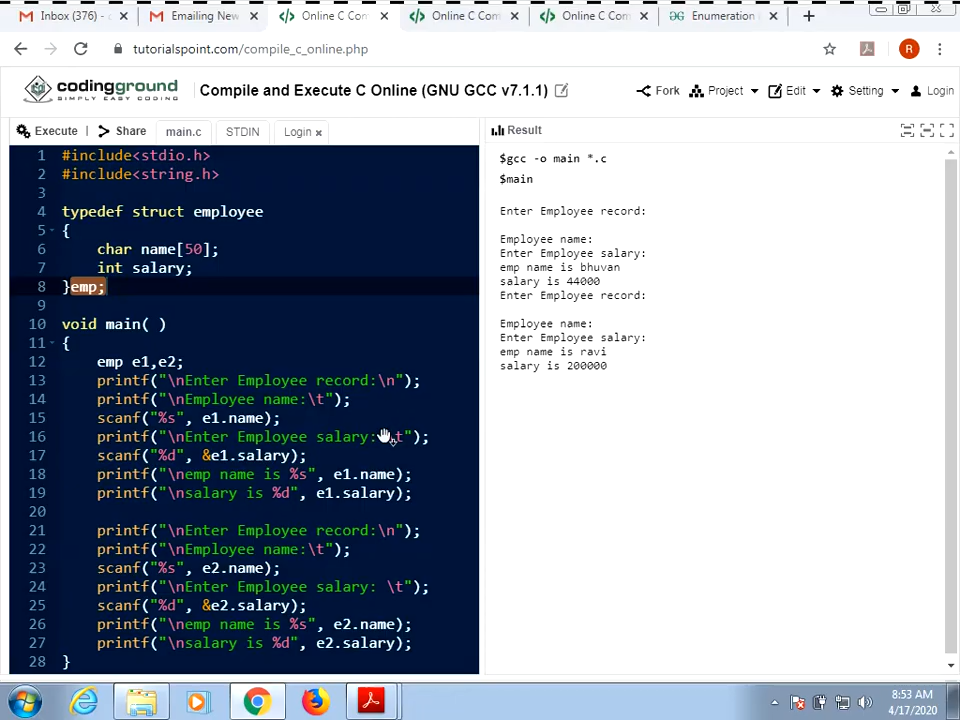 Inbox (376) -
Emailing New
Online C Com
Online C Com
Online C Com
Enumeration
tutorialspoint.com/compile_c_online.php
R
codingground
SIMPLY EASY CODING
Compile and Execute C Online (GNU GCC v7.1.1)
Fork Project Edit Setting Login
Execute | Share main.c STDIN Login ×
Result
1 #include<stdio.h>
2 #include<string.h>
3
4 typedef struct employee
5 {
6 char name[50];
7 int salary;
8 }emp;
9
10 void main( )
11 {
12 emp e1,e2;
13 printf("\nEnter Employee record:\n");
14 printf("\nEmployee name:\t");
15 scanf("%s", e1.name);
16 printf("\nEnter Employee salary: t");
17 scanf("%d", &e1.salary);
18 printf("\nemp name is %s", e1.name);
19 printf("\nsalary is %d", e1.salary);
20
21 printf("\nEnter Employee record:\n");
22 printf("\nEmployee name:\t");
23 scanf("%s", e2.name);
24 printf("\nEnter Employee salary: \t");
25 scanf("%d", &e2.salary);
26 printf("\nemp name is %s", e2.name);
27 printf("\nsalary is %d", e2.salary);
28 }
$gcc -o main *.c
$main
Enter Employee record:
Employee name:
Enter Employee salary:
emp name is bhuvan
salary is 44000
Enter Employee record:
Employee name:
Enter Employee salary:
emp name is ravi
salary is 200000
8:53 AM
4/17/2020